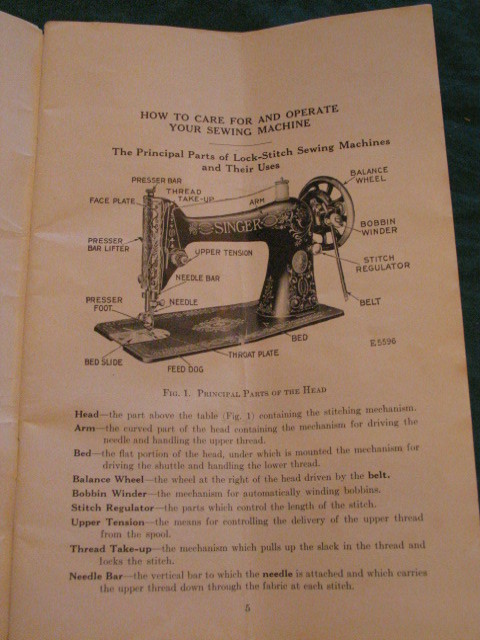 HOW TO CARE FOR AND OPERATE
YOUR SEWING MACHINE
The Principal Parts of Lock-Stitch Sewing Machines
and Their Uses
PRESSER BAR
THREAD
TAKE-UP
ARM
BALANCE
WHEEL
FACE PLATE
SINGER
BOBBIN
WINDER
PRESSER
BAR LIFTER
UPPER TENSION
STITCH
REGULATOR
NEEDLE BAR
PRESSER
FOOT
NEEDLE
BELT
BED
E5596
BED SLIDE
THROAT PLATE
FEED DOG
FIG. 1. PRINCIPAL PARTS OF THE HEAD
Head—the part above the table (Fig. 1) containing the stitching mechanism.
Arm—the curved part of the head containing the mechanism for driving the
needle and handling the upper thread.
Bed—the flat portion of the head, under which is mounted the mechanism for
driving the shuttle and handling the lower thread.
Balance Wheel—the wheel at the right of the head driven by the belt.
Bobbin Winder—the mechanism for automatically winding bobbins.
Stitch Regulator—the parts which control the length of the stitch.
Upper Tension—the means for controlling the delivery of the upper thread
from the spool.
Thread Take-up—the mechanism which pulls up the slack in the thread and
locks the stitch.
Needle Bar—the vertical bar to which the needle is attached and which carries
the upper thread down through the fabric at each stitch.
5